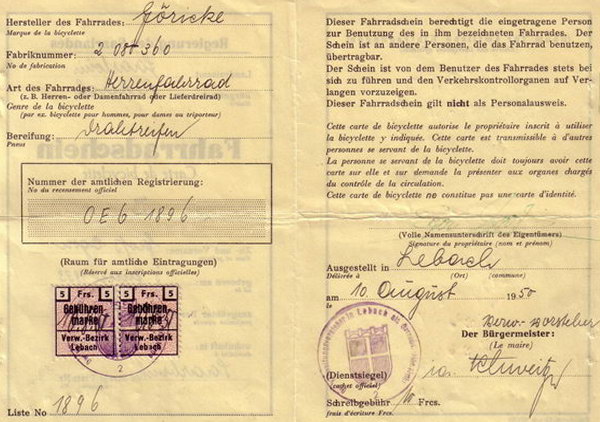 Hersteller des Fahrrades: Göricke
Marque de la bicyclette
Fabriknummer: 2 081 360
No de fabrication
Art des Fahrrades: Herrenfahrrad
(z. B. Herren- oder Damenfahrrad oder Lieferdreirad)
Genre de la bicyclette
(par ex. bicyclette pour hommes, pour dames ou triporteur)
Bereifung: Drahtreifen
Pneus
Nummer der amtlichen Registrierung:
No du recensement officiel
OE6 1896
(Raum für amtliche Eintragungen)
(Réservé aux inscriptions officielles)
5 Frs. 5 Frs. 5
Gebühren Gebühren
marke marke
Verw.-Bezirk Verw.-Bezirk
Lebach Lebach
2
Liste No 1896
Dieser Fahrradschein berechtigt die eingetragene Person
zur Benutzung des in ihm bezeichneten Fahrrades. Der
Schein ist an andere Personen, die das Fahrrad benutzen,
übertragbar.
Der Schein ist von dem Benutzer des Fahrrades stets bei
sich zu führen und den Verkehrskontrollorganen auf Ver-
langen vorzuzeigen.
Dieser Fahrradschein gilt nicht als Personalausweis.
Cette carte de bicyclette autorise le propriétaire inscrit à utiliser
la bicyclette y indiquée. Cette carte est transmissible à d'autres
personnes se servant de la bicyclette.
La personne se servant de la bicyclette doit toujours avoir cette
carte sur elle et sur demande la présenter aux organes chargés
du contrôle de la circulation.
Cette carte de bicyclette ne constitue pas une carte d'identité.
(Volle Namensunterschrift des Eigentümers)
Signature du propriétaire (nom et prénom)
Ausgestellt in Lebach
Délivrée à (Ort) (commune)
am 10 August 1950
Verw-Vorsteher
Der Bürgermeister:
(Le maire)
(Dienstsiegel)
(cachet officiel)
Schreibgebühr 10 Frcs.
frais d'écriture Frcs.